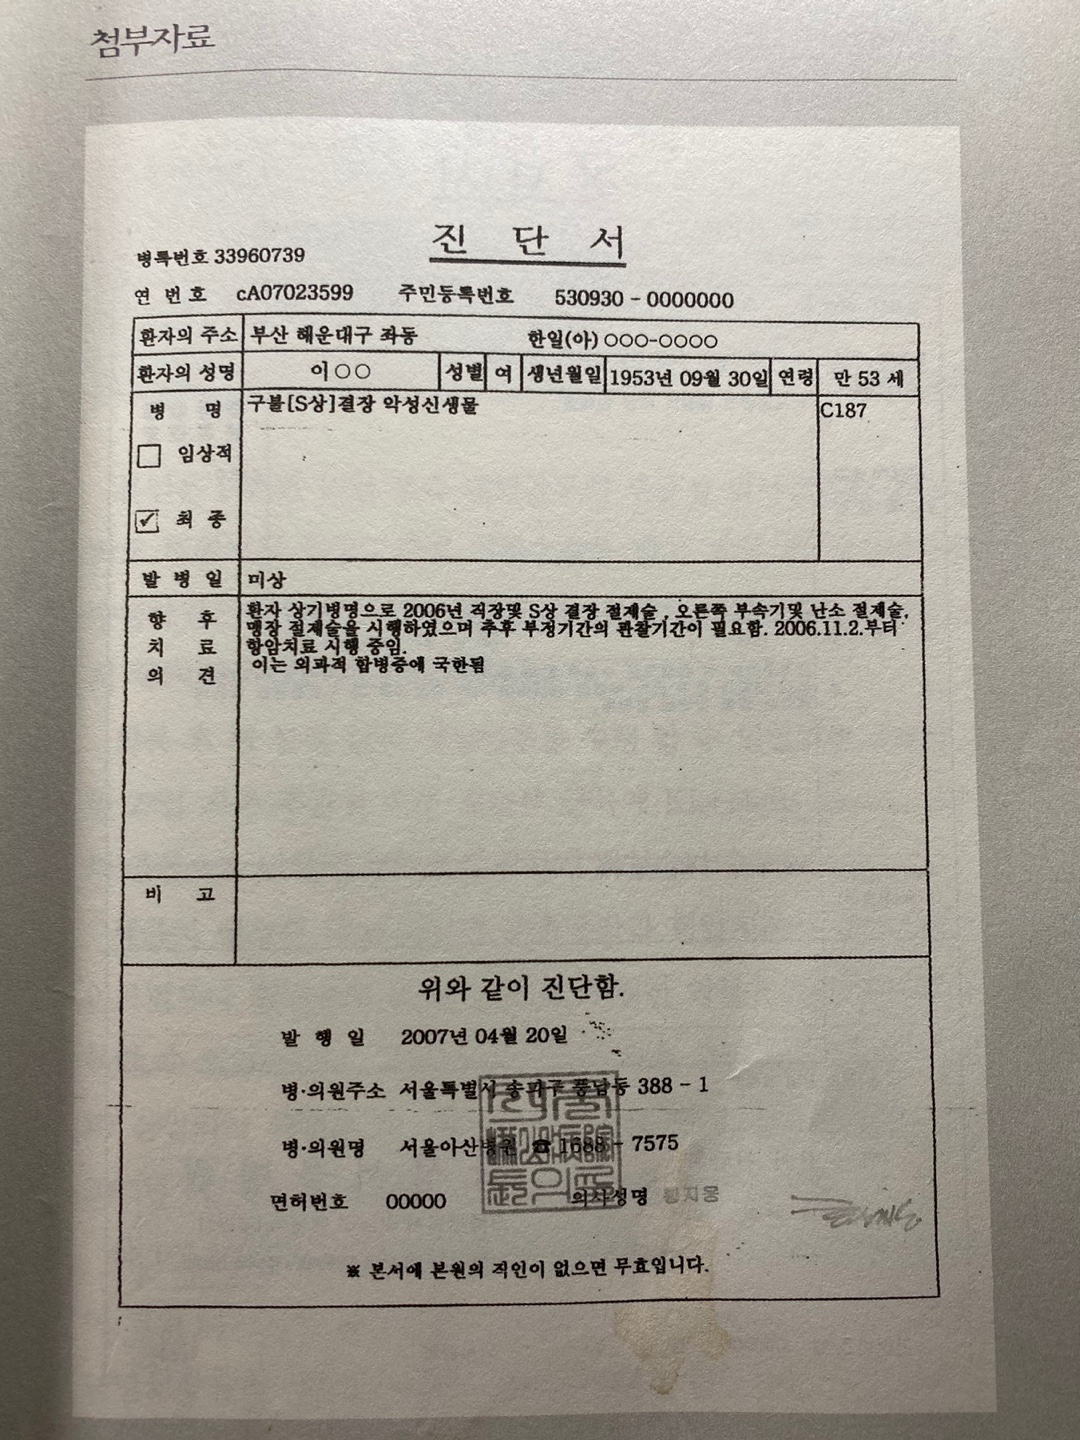 첨부자료
진 단 서
병록번호 33960739
연 번 호 cA07023599 주민등록번호 530930 - 0000000
환자의 주소 부산 해운대구 좌동 한일(아) ○○○-○○○○
환자의 성명 이○○ 성별 여 생년월일 1953년 09월 30일 연령 만 53 세
병 명 구불[S상]결장 악성신생물 C187
☐ 임상적
☑ 최 종
발 병 일 미상
향 후 치 료 의 견
환자 상기병명으로 2006년 직장및 S상 결장 절제술 , 오른쪽 부속기및 난소 절제술,
맹장 절제술을 시행하였으며 추후 부정기간의 관찰기간이 필요함. 2006.11.2.부터
항암치료 시행 중임.
이는 외과적 합병증에 국한됨
비 고
위와 같이 진단함.
발 행 일 2007년 04월 20일
병·의원주소 서울특별시 송파구 풍납동 388 - 1
병·의원명 서울아산병원 ☎ 1688 - 7575
면허번호 00000 의사성명
※ 본서에 본원의 직인이 없으면 무효입니다.